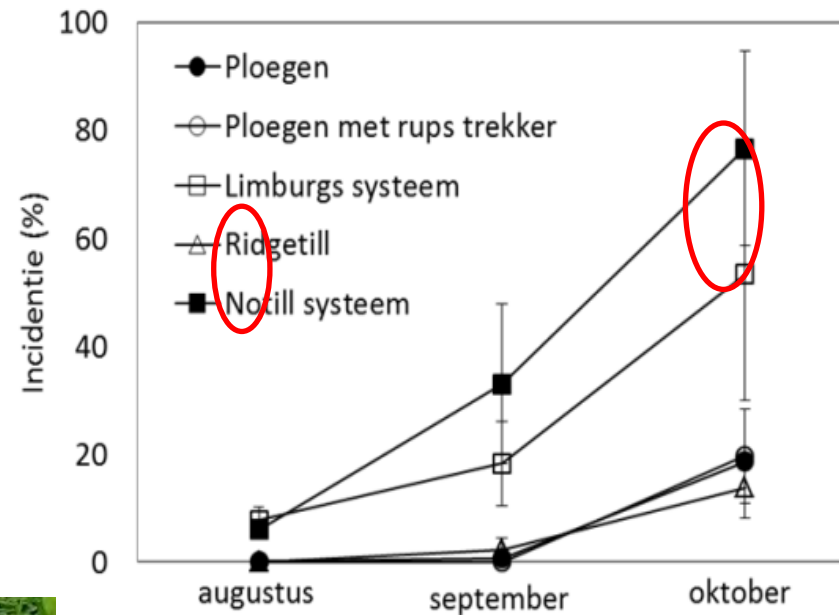 100
80
60
40
20
0
Incidentie (%)
Ploegen
Ploegen met rups trekker
Limburgs systeem
Ridgetill
Notill systeem
augustus
september
oktober